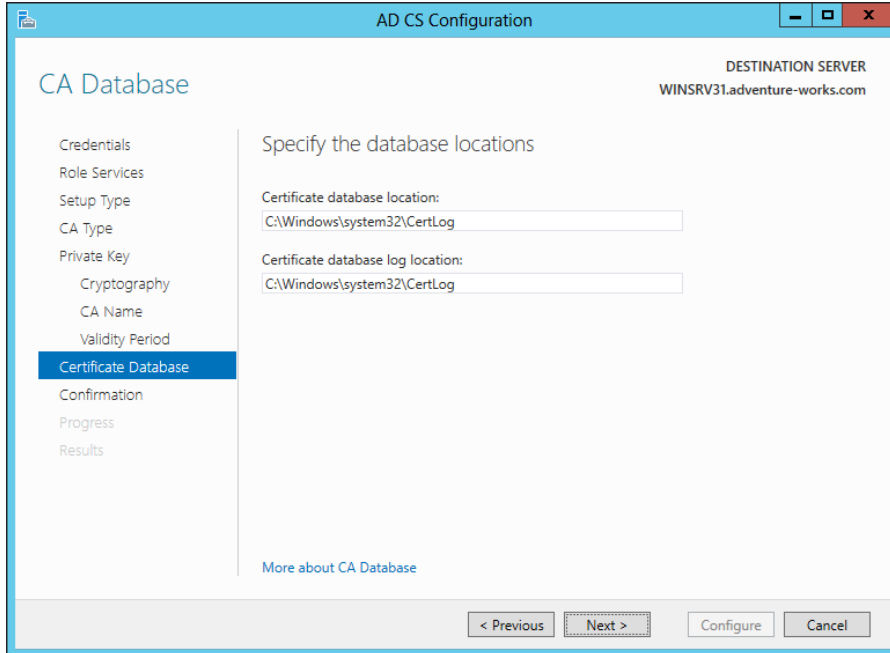 AD CS Configuration
CA Database
DESTINATION SERVER
WINSRV31.adventure-works.com
Credentials
Role Services
Setup Type
CA Type
Private Key
Cryptography
CA Name
Validity Period
Certificate Database
Confirmation
Progress
Results
Specify the database locations
Certificate database location:
C:\Windows\system32\CertLog
Certificate database log location:
C:\Windows\system32\CertLog
More about CA Database
< Previous
Next >
Configure
Cancel